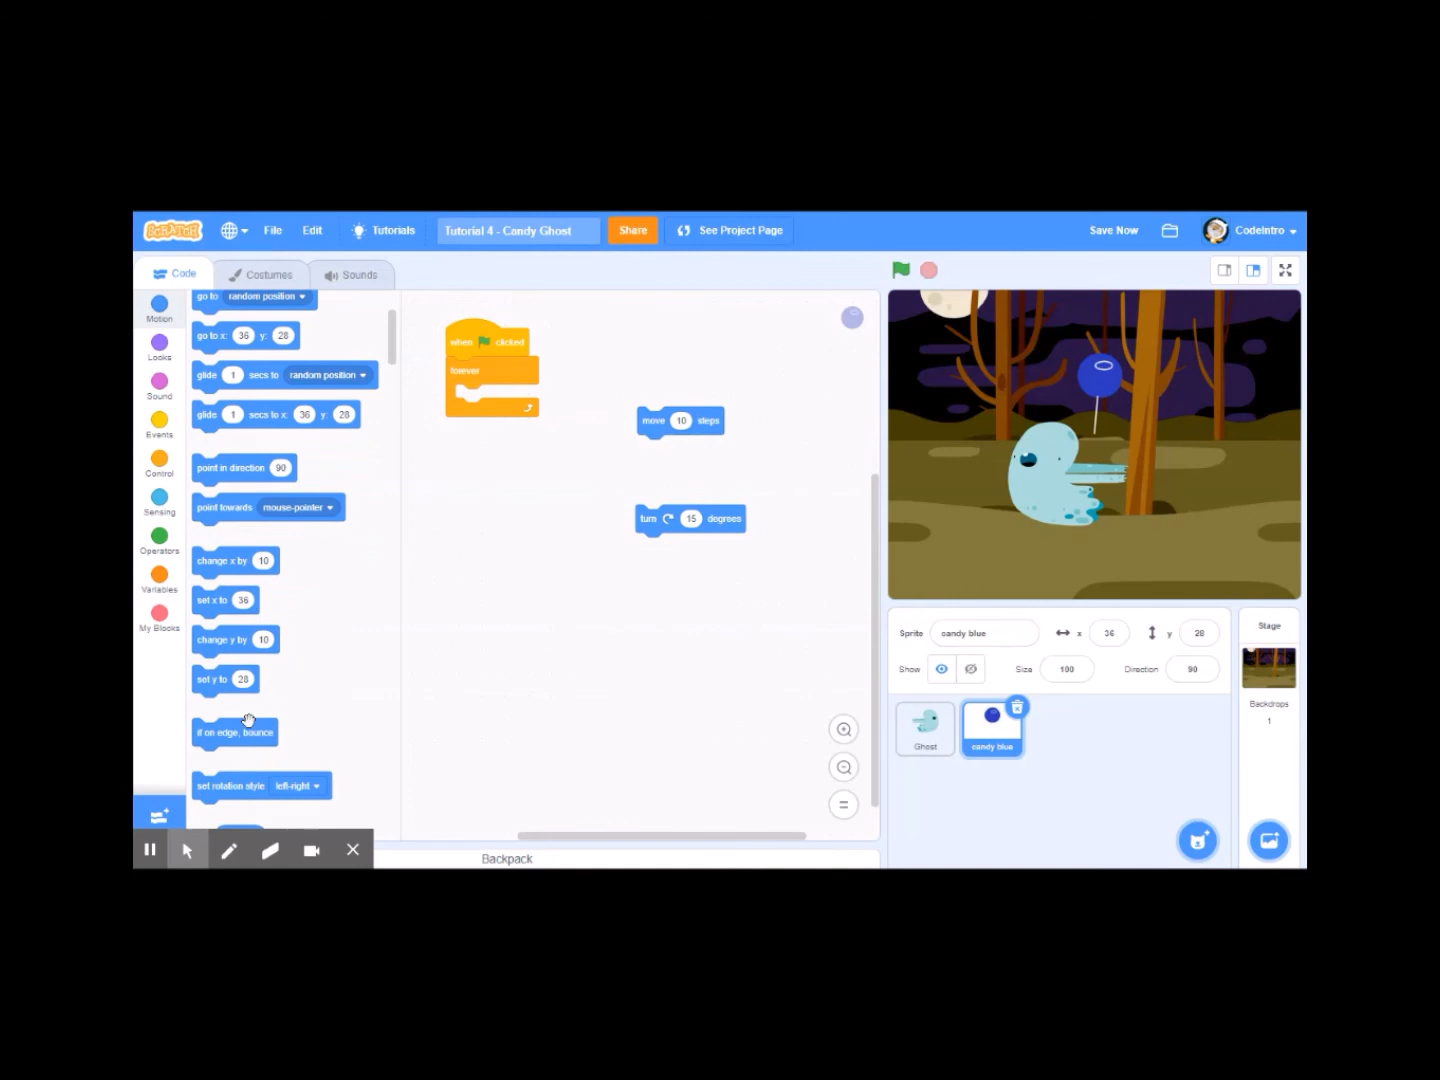 SCRATCH File Edit Tutorials Tutorial 4 - Candy Ghost Share See Project Page Save Now CodeIntro
Code Costumes Sounds
Motion
Looks
Sound
Events
Control
Sensing
Operators
Variables
My Blocks
go to random position
go to x: 36 y: 28
glide 1 secs to random position
glide 1 secs to x: 36 y: 28
point in direction 90
point towards mouse-pointer
change x by 10
set x to 36
change y by 10
set y to 28
if on edge, bounce
set rotation style left-right
when clicked
forever
move 10 steps
turn 15 degrees
Backpack
Sprite candy blue x 36 y 28
Show Size 100 Direction 90
Ghost
candy blue
Stage
Backdrops
1